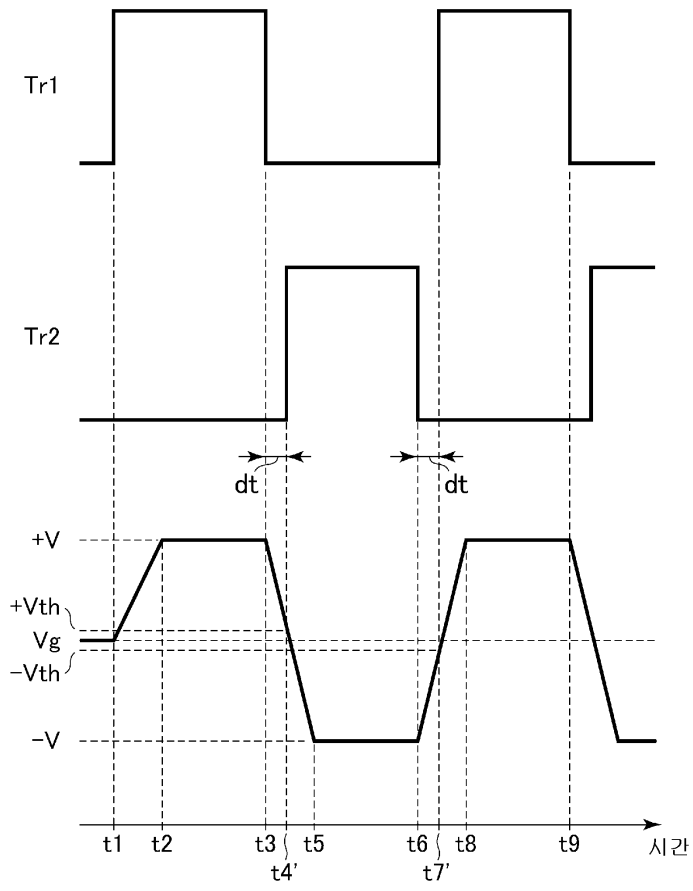 Tr1
Tr2
dt dt
+V
+Vth
Vg
-Vth
-V
t1 t2 t3 t5 t6 t8 t9 시간
t4' t7'